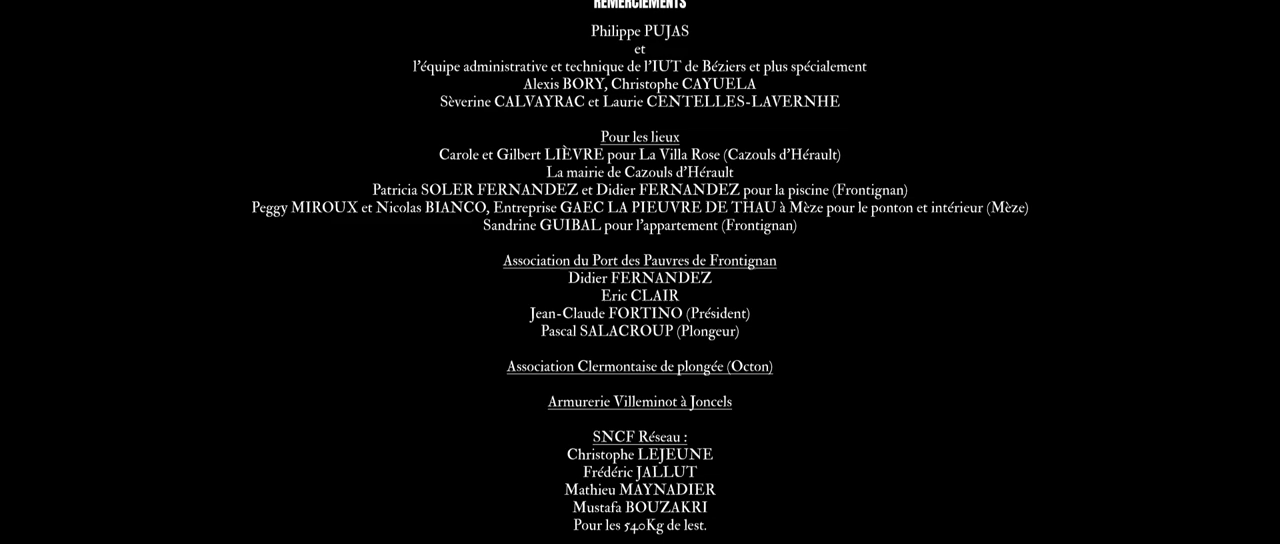 REMERCIEMENTS
Philippe PUJAS
et
l'équipe administrative et technique de l'IUT de Béziers et plus spécialement
Alexis BORY, Christophe CAYUELA
Sèverine CALVAYRAC et Laurie CENTELLES-LAVERNHE
Pour les lieux
Carole et Gilbert LIÈVRE pour La Villa Rose (Cazouls d'Hérault)
La mairie de Cazouls d'Hérault
Patricia SOLER FERNANDEZ et Didier FERNANDEZ pour la piscine (Frontignan)
Peggy MIROUX et Nicolas BIANCO, Entreprise GAEC LA PIEUVRE DE THAU à Mèze pour le ponton et intérieur (Mèze)
Sandrine GUIBAL pour l'appartement (Frontignan)
Association du Port des Pauvres de Frontignan
Didier FERNANDEZ
Eric CLAIR
Jean-Claude FORTINO (Président)
Pascal SALACROUP (Plongeur)
Association Clermontaise de plongée (Octon)
Armurerie Villeminot à Joncels
SNCF Réseau :
Christophe LEJEUNE
Frédéric JALLUT
Mathieu MAYNADIER
Mustafa BOUZAKRI
Pour les 540Kg de lest.